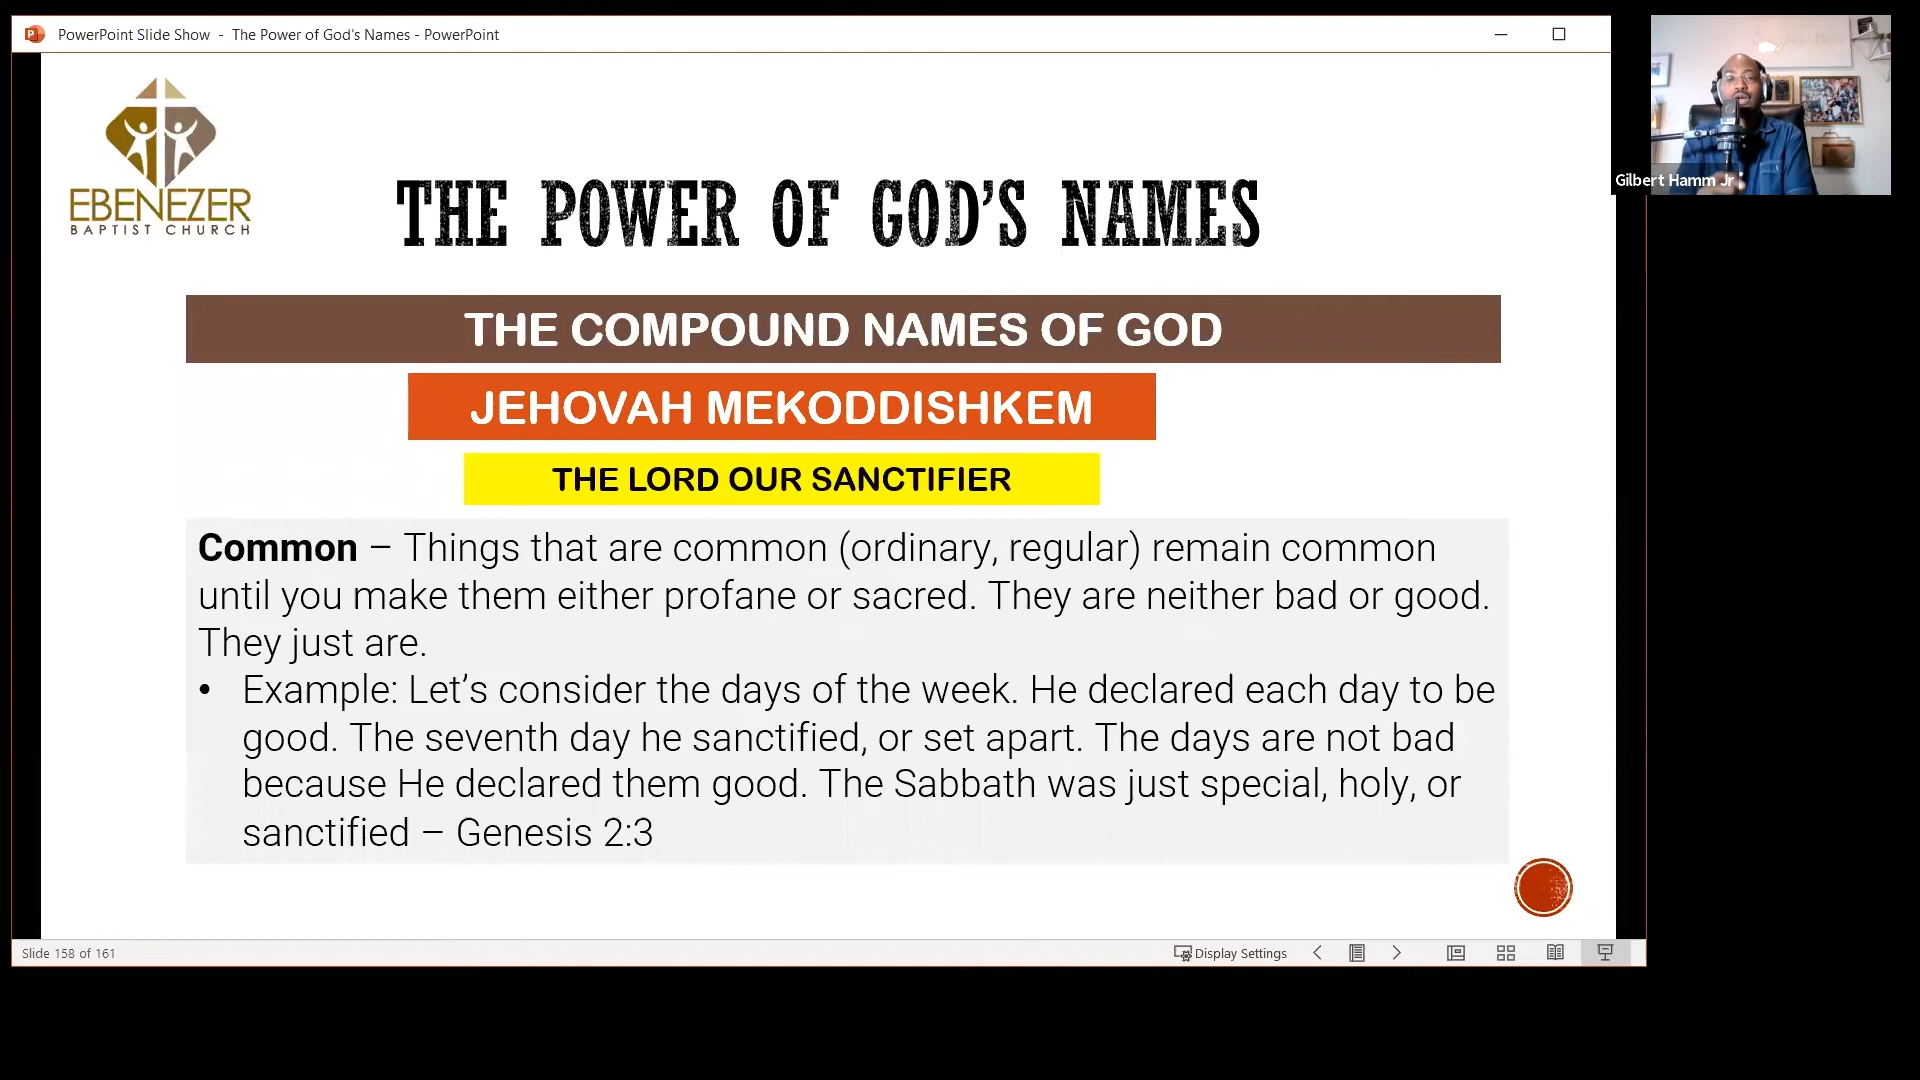 PowerPoint Slide Show - The Power of God's Names - PowerPoint
Gilbert Hamm Jr
EBENEZER
BAPTIST CHURCH
THE POWER OF GOD’S NAMES
THE COMPOUND NAMES OF GOD
JEHOVAH MEKODDISHKEM
THE LORD OUR SANCTIFIER
Common – Things that are common (ordinary, regular) remain common
until you make them either profane or sacred. They are neither bad or good.
They just are.
• Example: Let’s consider the days of the week. He declared each day to be
good. The seventh day he sanctified, or set apart. The days are not bad
because He declared them good. The Sabbath was just special, holy, or
sanctified – Genesis 2:3
Slide 158 of 161
Display Settings